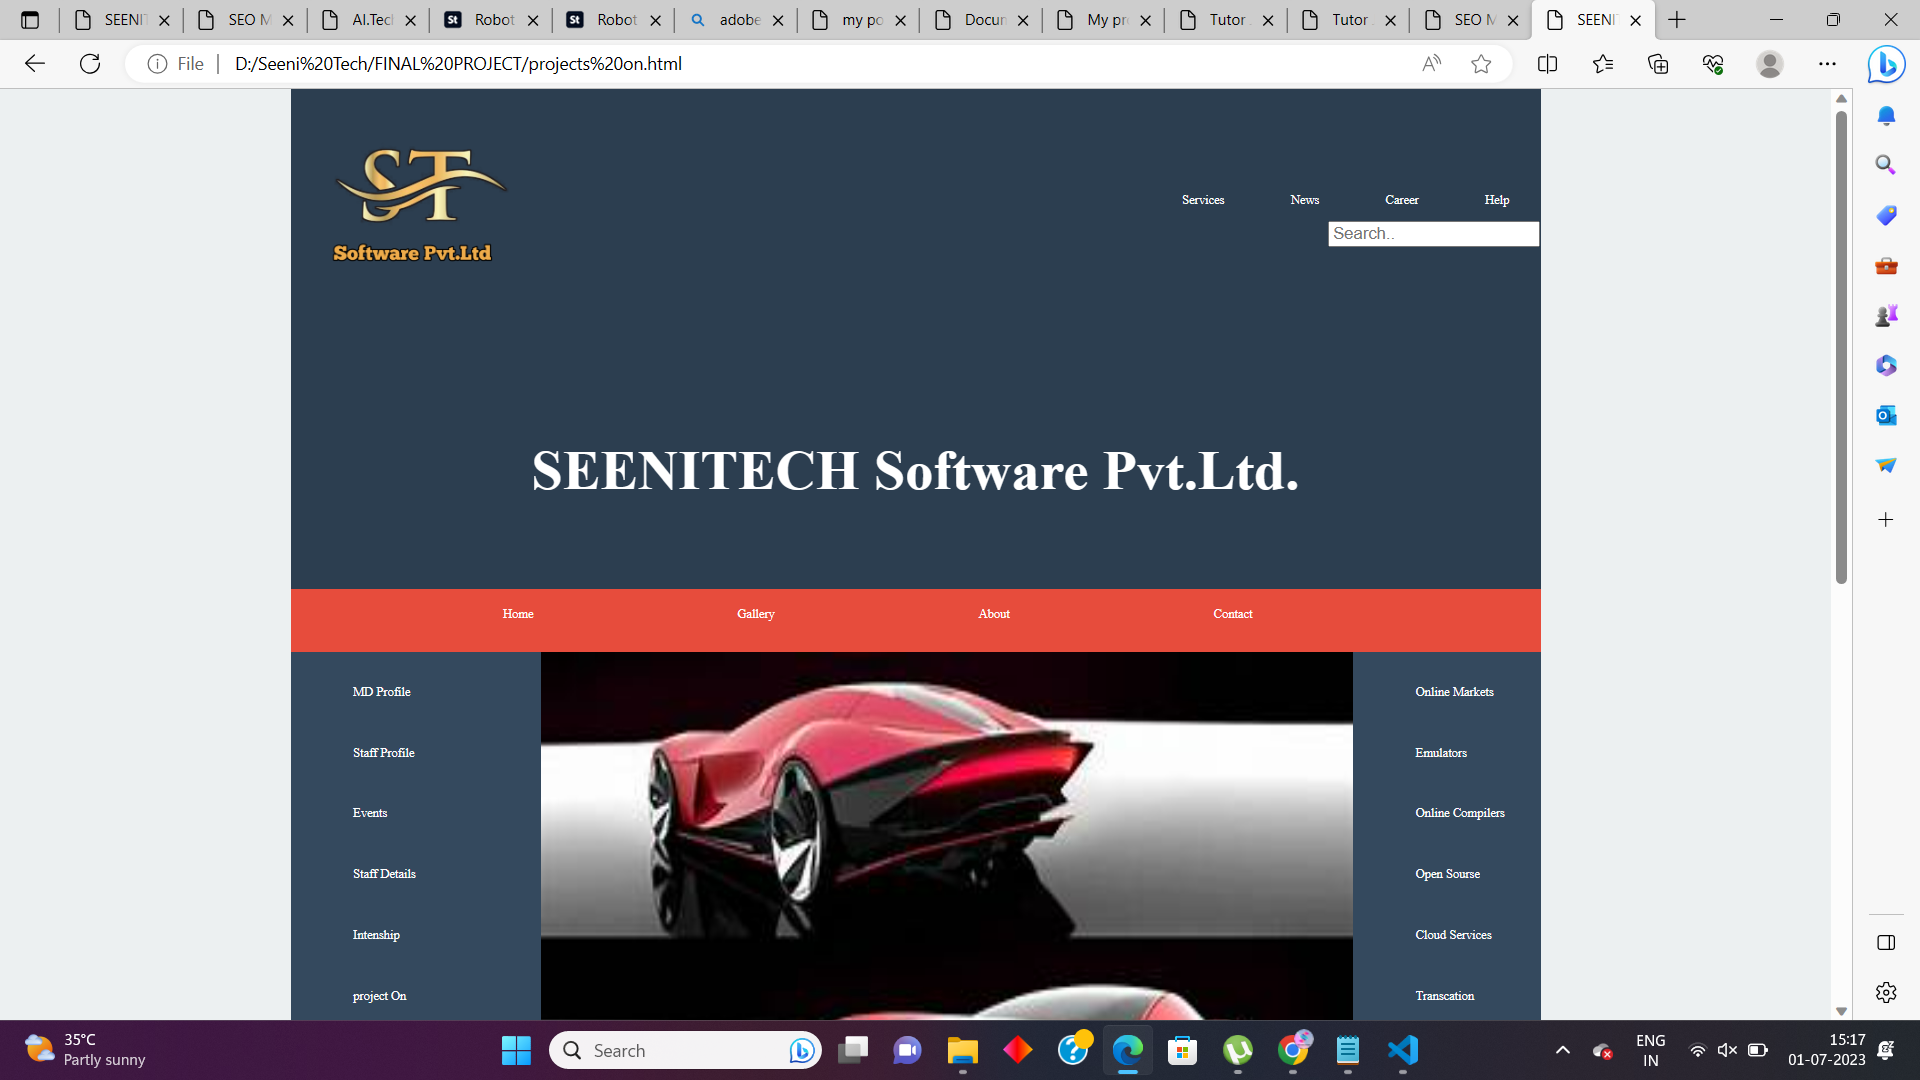 SEENI
SEO M
AI.Tech
Robot
Robot
adobe
my po
Docun
My pro
Tutor
Tutor
SEO M
SEENI
File
D:/Seeni%20Tech/FINAL%20PROJECT/projects%20on.html
ST
Software Pvt.Ltd
Services News Career Help
Search..
SEENITECH Software Pvt.Ltd.
Home Gallery About Contact
MD Profile
Staff Profile
Events
Staff Details
Intenship
project On
Online Markets
Emulators
Online Compilers
Open Sourse
Cloud Services
Transcation
35°C
Partly sunny
Search
ENG
IN
15:17
01-07-2023